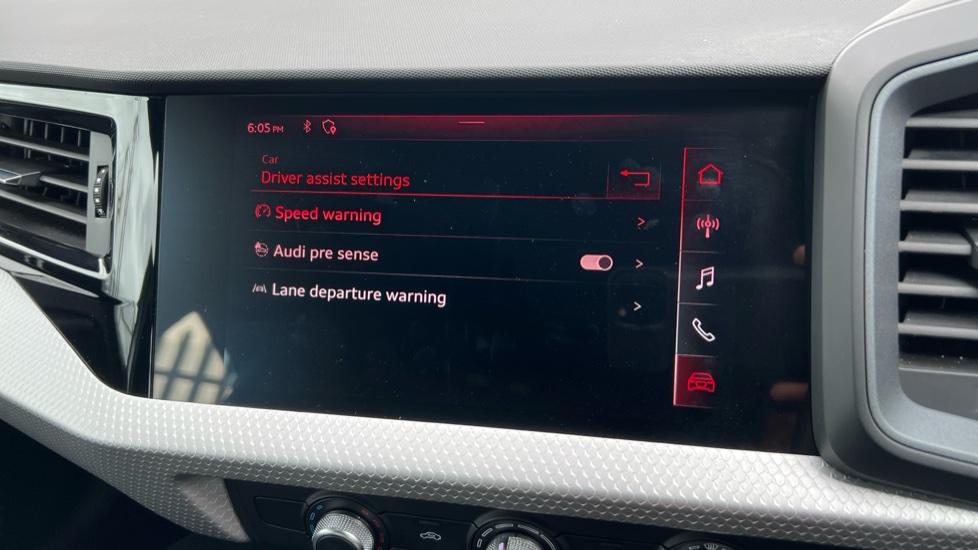 6:05 PM
Car
Driver assist settings
Speed warning
Audi pre sense
Lane departure warning